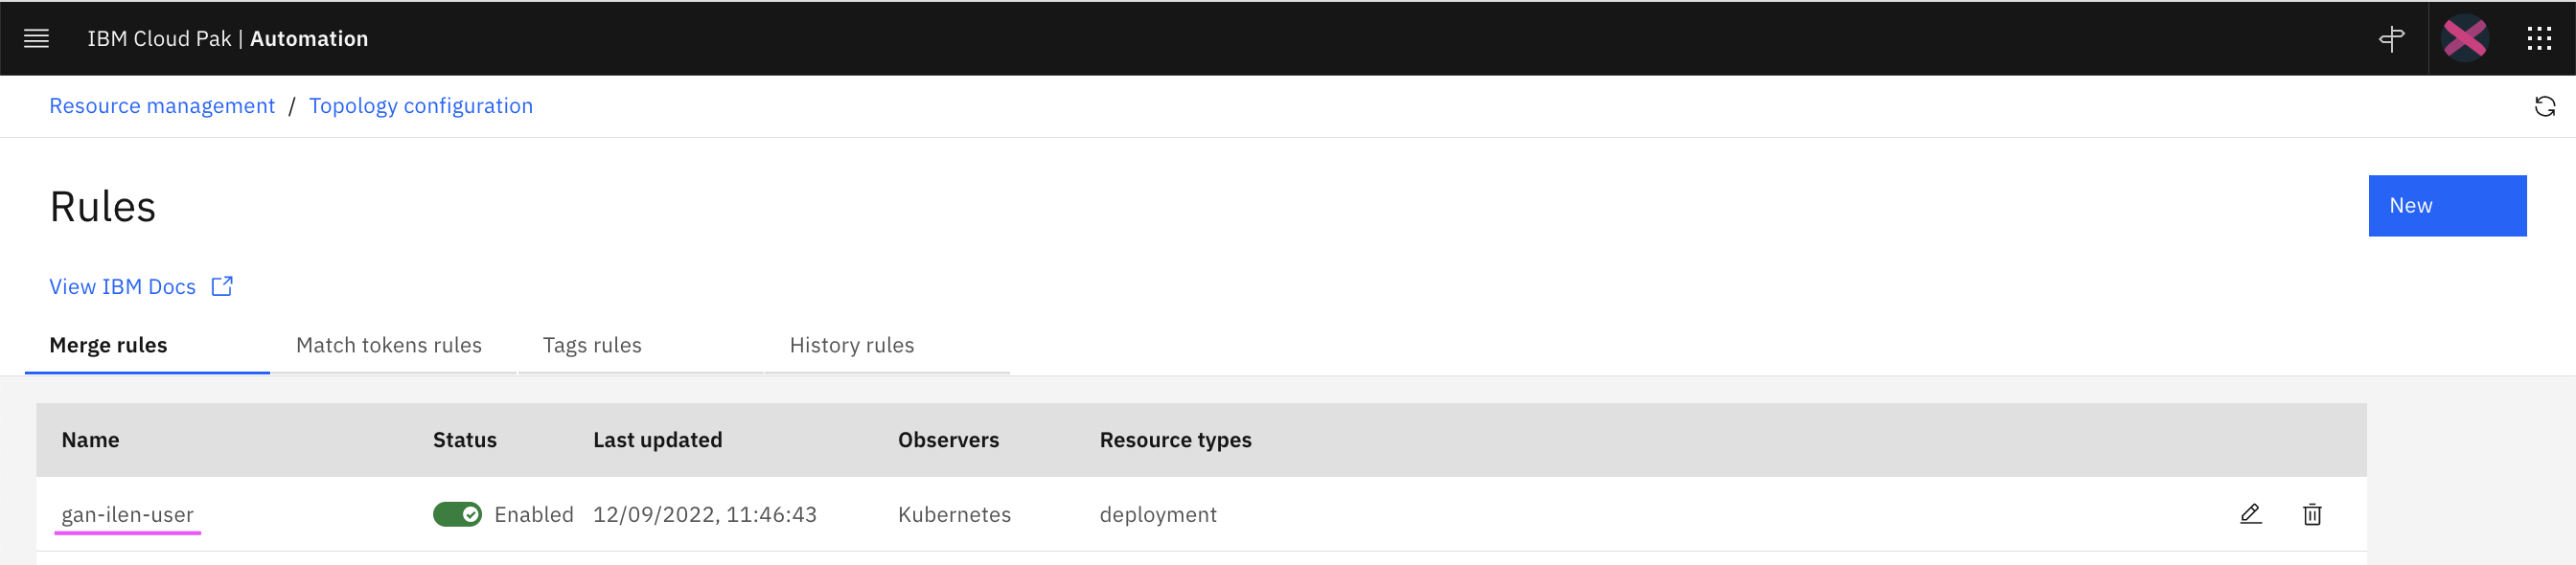 IBM Cloud Pak | Automation
Resource management / Topology configuration
Rules
New
View IBM Docs
Merge rules Match tokens rules Tags rules History rules
Name Status Last updated Observers Resource types
gan-ilen-user Enabled 12/09/2022, 11:46:43 Kubernetes deployment